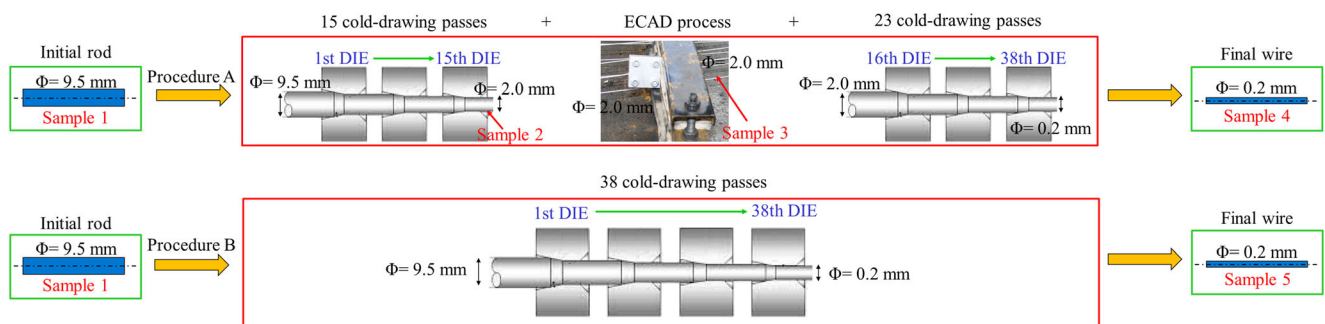 15 cold-drawing passes + ECAD process + 23 cold-drawing passes
Initial rod
Φ= 9.5 mm
Sample 1
Procedure A
1st DIE
15th DIE
Φ= 9.5 mm
Φ= 2.0 mm
Sample 2
Φ= 2.0 mm
Φ= 2.0 mm
Sample 3
16th DIE
38th DIE
Φ= 2.0 mm
Φ= 0.2 mm
Final wire
Φ= 0.2 mm
Sample 4
38 cold-drawing passes
Initial rod
Φ= 9.5 mm
Sample 1
Procedure B
1st DIE
38th DIE
Φ= 9.5 mm
Φ= 0.2 mm
Final wire
Φ= 0.2 mm
Sample 5